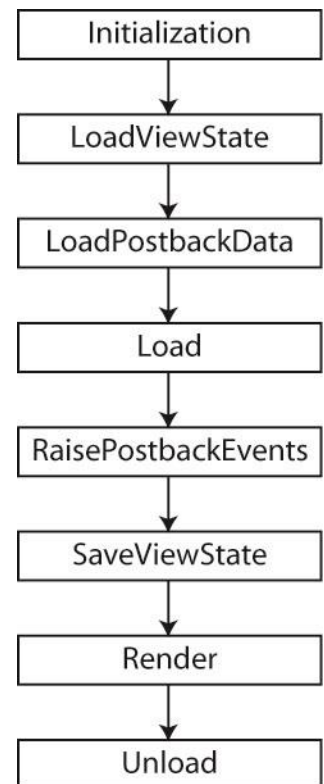 Initialization
LoadViewState
LoadPostbackData
Load
RaisePostbackEvents
SaveViewState
Render
Unload